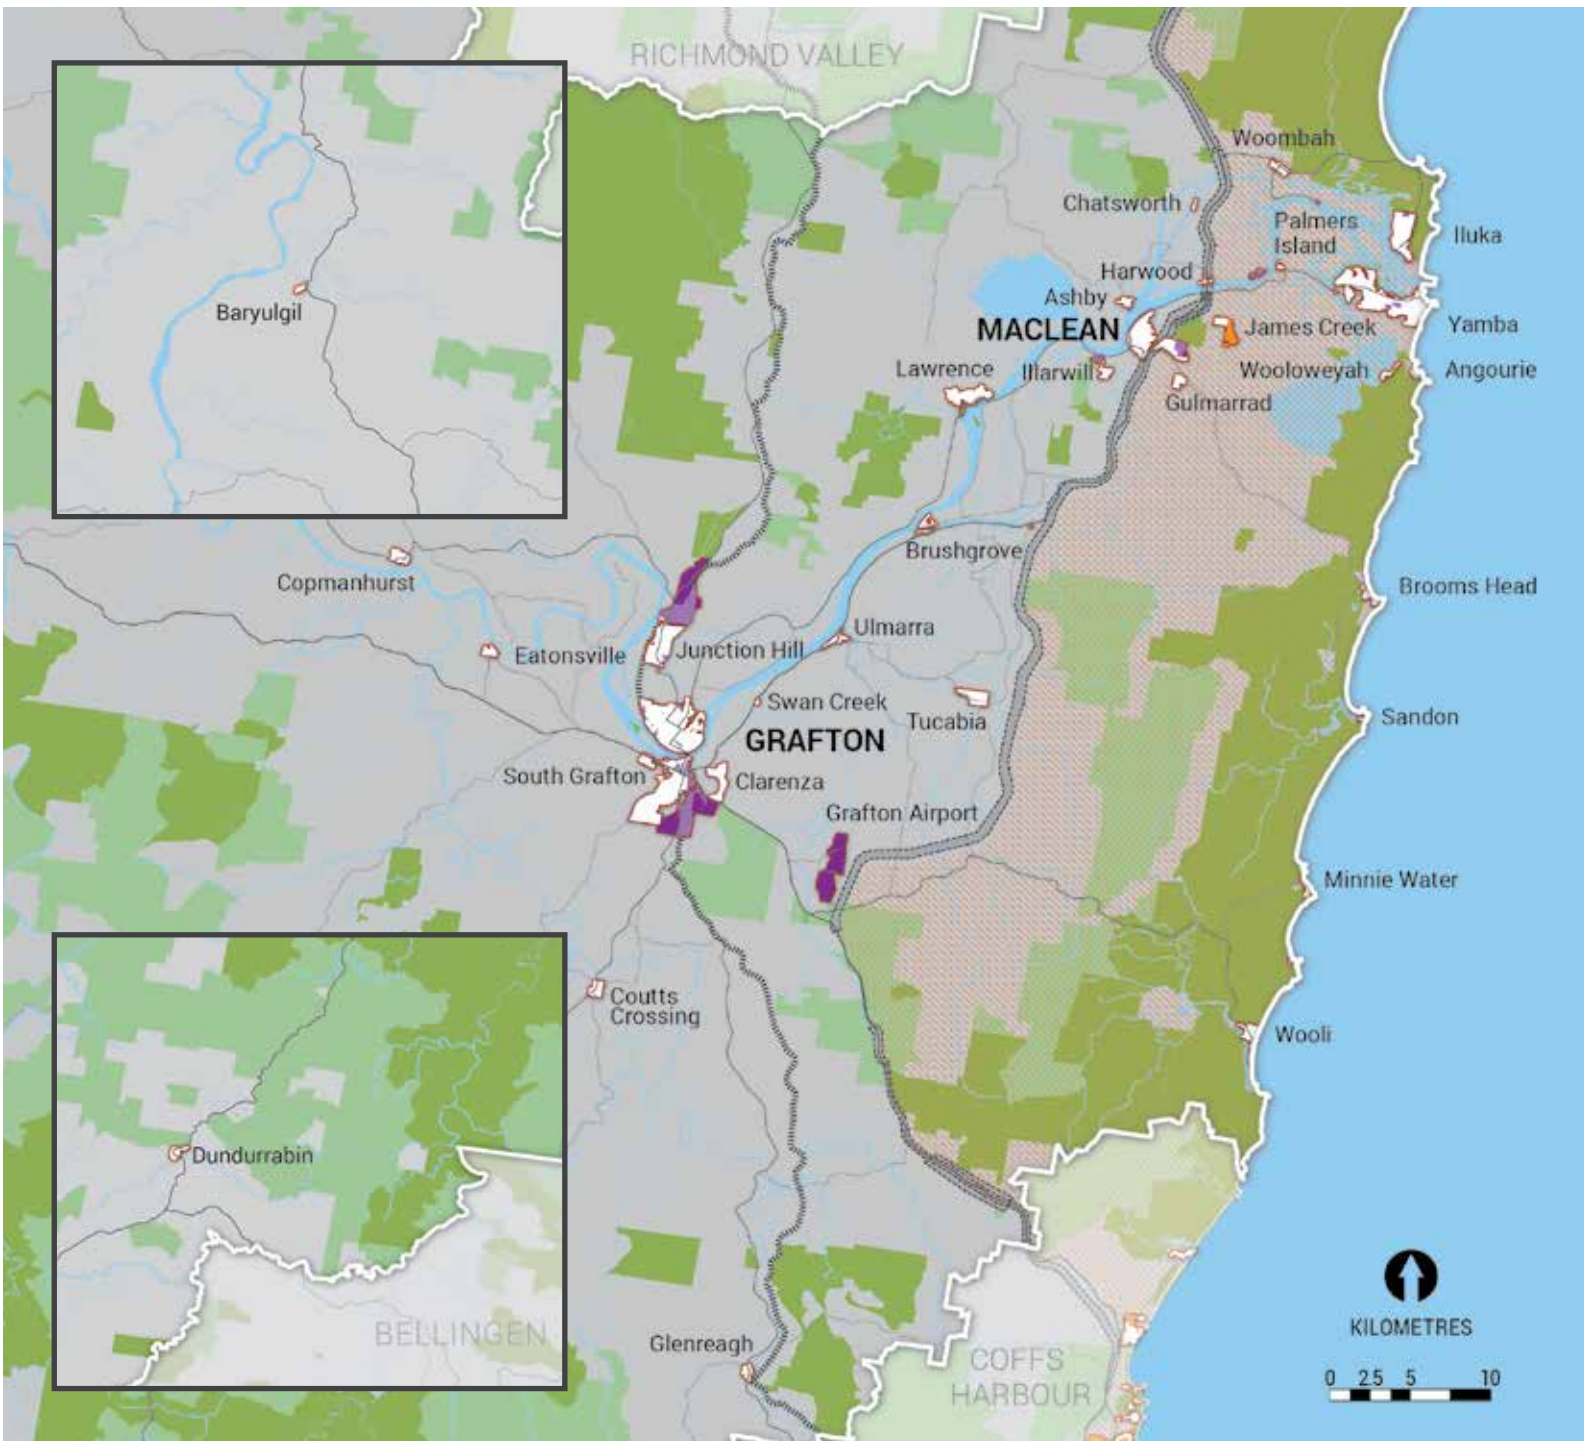 RICHMOND VALLEY
Woombah
Chatsworth
Palmers
Island
Iluka
Harwood
Ashby
MACLEAN
James Creek
Yamba
Baryulgil
Lawrence
Illarwill
Wooloweyah
Angourie
Gulmarrad
Brushgrove
Copmanhurst
Brooms Head
Ulmarra
Eatonsville
Junction Hill
Swan Creek
Tucabia
Sandon
GRAFTON
South Grafton
Clarenza
Grafton Airport
Minnie Water
Coutts
Crossing
Wooli
Dundurrabin
BELLINGEN
Glenreagh
COFFS
HARBOUR
KILOMETRES
0 2.5 5 10